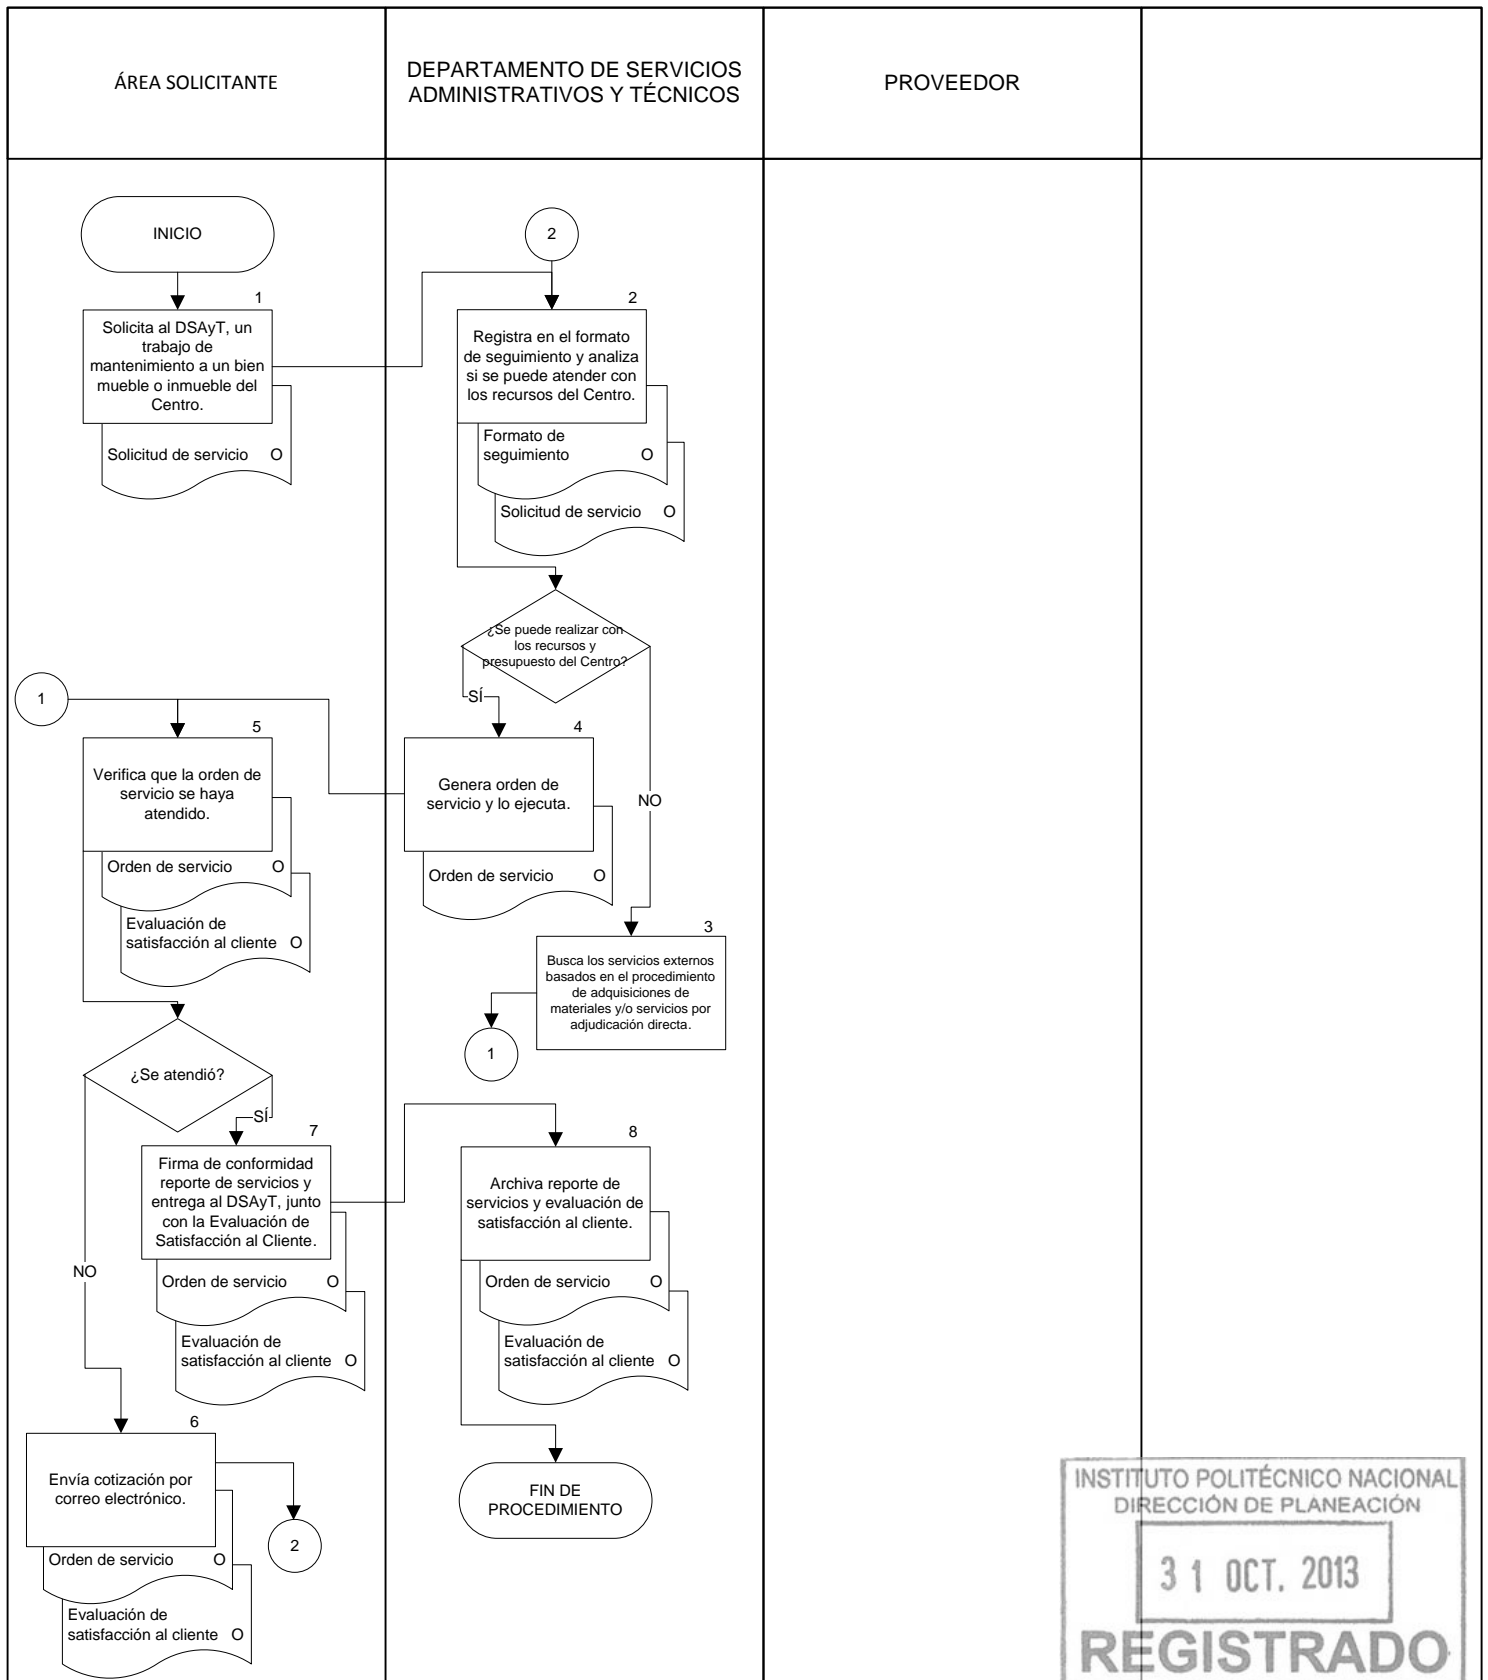 ÁREA SOLICITANTE
DEPARTAMENTO DE SERVICIOS
ADMINISTRATIVOS Y TÉCNICOS
PROVEEDOR
INICIO
1
Solicita al DSAyT, un
trabajo de
mantenimiento a un bien
mueble o inmueble del
Centro.
Solicitud de servicio O
2
2
Registra en el formato
de seguimiento y analiza
si se puede atender con
los recursos del Centro.
Formato de
seguimiento O
Solicitud de servicio O
¿Se puede realizar con
los recursos y
presupuesto del Centro?
SÍ
NO
4
Genera orden de
servicio y lo ejecuta.
Orden de servicio O
3
Busca los servicios externos
basados en el procedimiento
de adquisiciones de
materiales y/o servicios por
adjudicación directa.
1
1
5
Verifica que la orden de
servicio se haya
atendido.
Orden de servicio O
Evaluación de
satisfacción al cliente O
¿Se atendió?
SÍ
NO
7
Firma de conformidad
reporte de servicios y
entrega al DSAyT, junto
con la Evaluación de
Satisfacción al Cliente.
Orden de servicio O
Evaluación de
satisfacción al cliente O
8
Archiva reporte de
servicios y evaluación de
satisfacción al cliente.
Orden de servicio O
Evaluación de
satisfacción al cliente O
6
Envía cotización por
correo electrónico.
Orden de servicio O
Evaluación de
satisfacción al cliente O
2
FIN DE
PROCEDIMIENTO
INSTITUTO POLITÉCNICO NACIONAL
DIRECCIÓN DE PLANEACIÓN
31 OCT. 2013
REGISTRADO